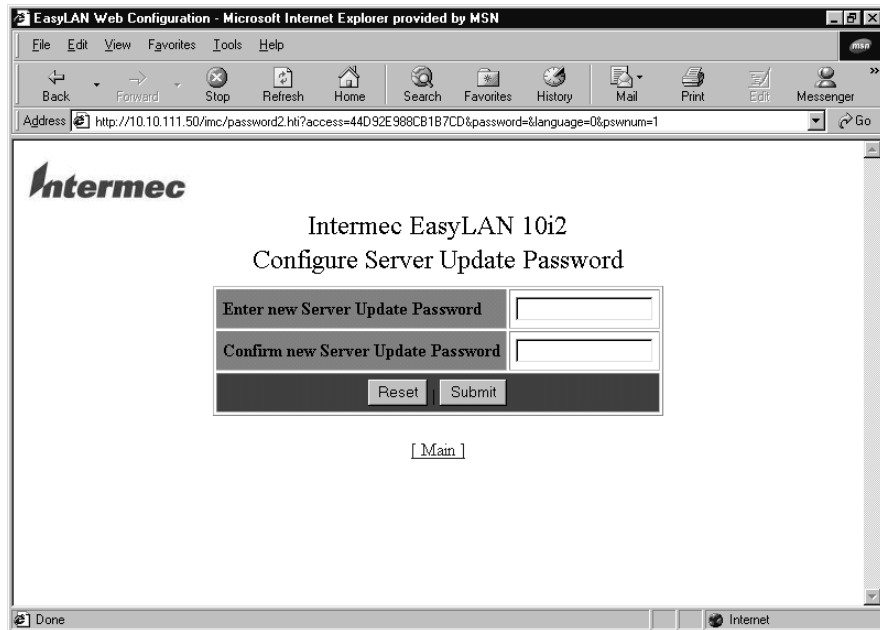 EasyLAN Web Configuration - Microsoft Internet Explorer provided by MSN
File Edit View Favorites Tools Help
msn
Back Forward Stop Refresh Home Search Favorites History Mail Print Edit Messenger »
Address http://10.10.111.50/imc/password2.hti?access=44D92E988CB1B7CD&password=&language=0&pswnum=1 Go
Intermec
Intermec EasyLAN 10i2
Configure Server Update Password
Enter new Server Update Password
Confirm new Server Update Password
Reset | Submit
[ Main ]
Done Internet